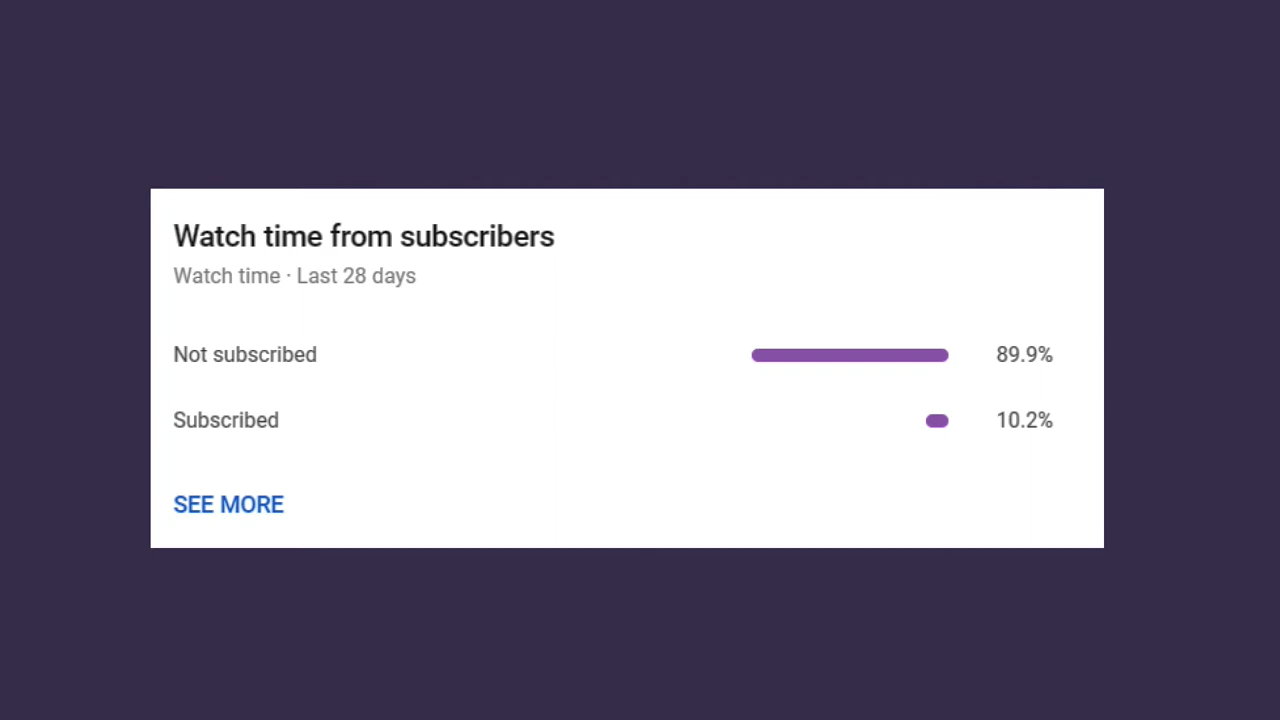 Watch time from subscribers
Watch time · Last 28 days
Not subscribed 89.9%
Subscribed 10.2%
SEE MORE